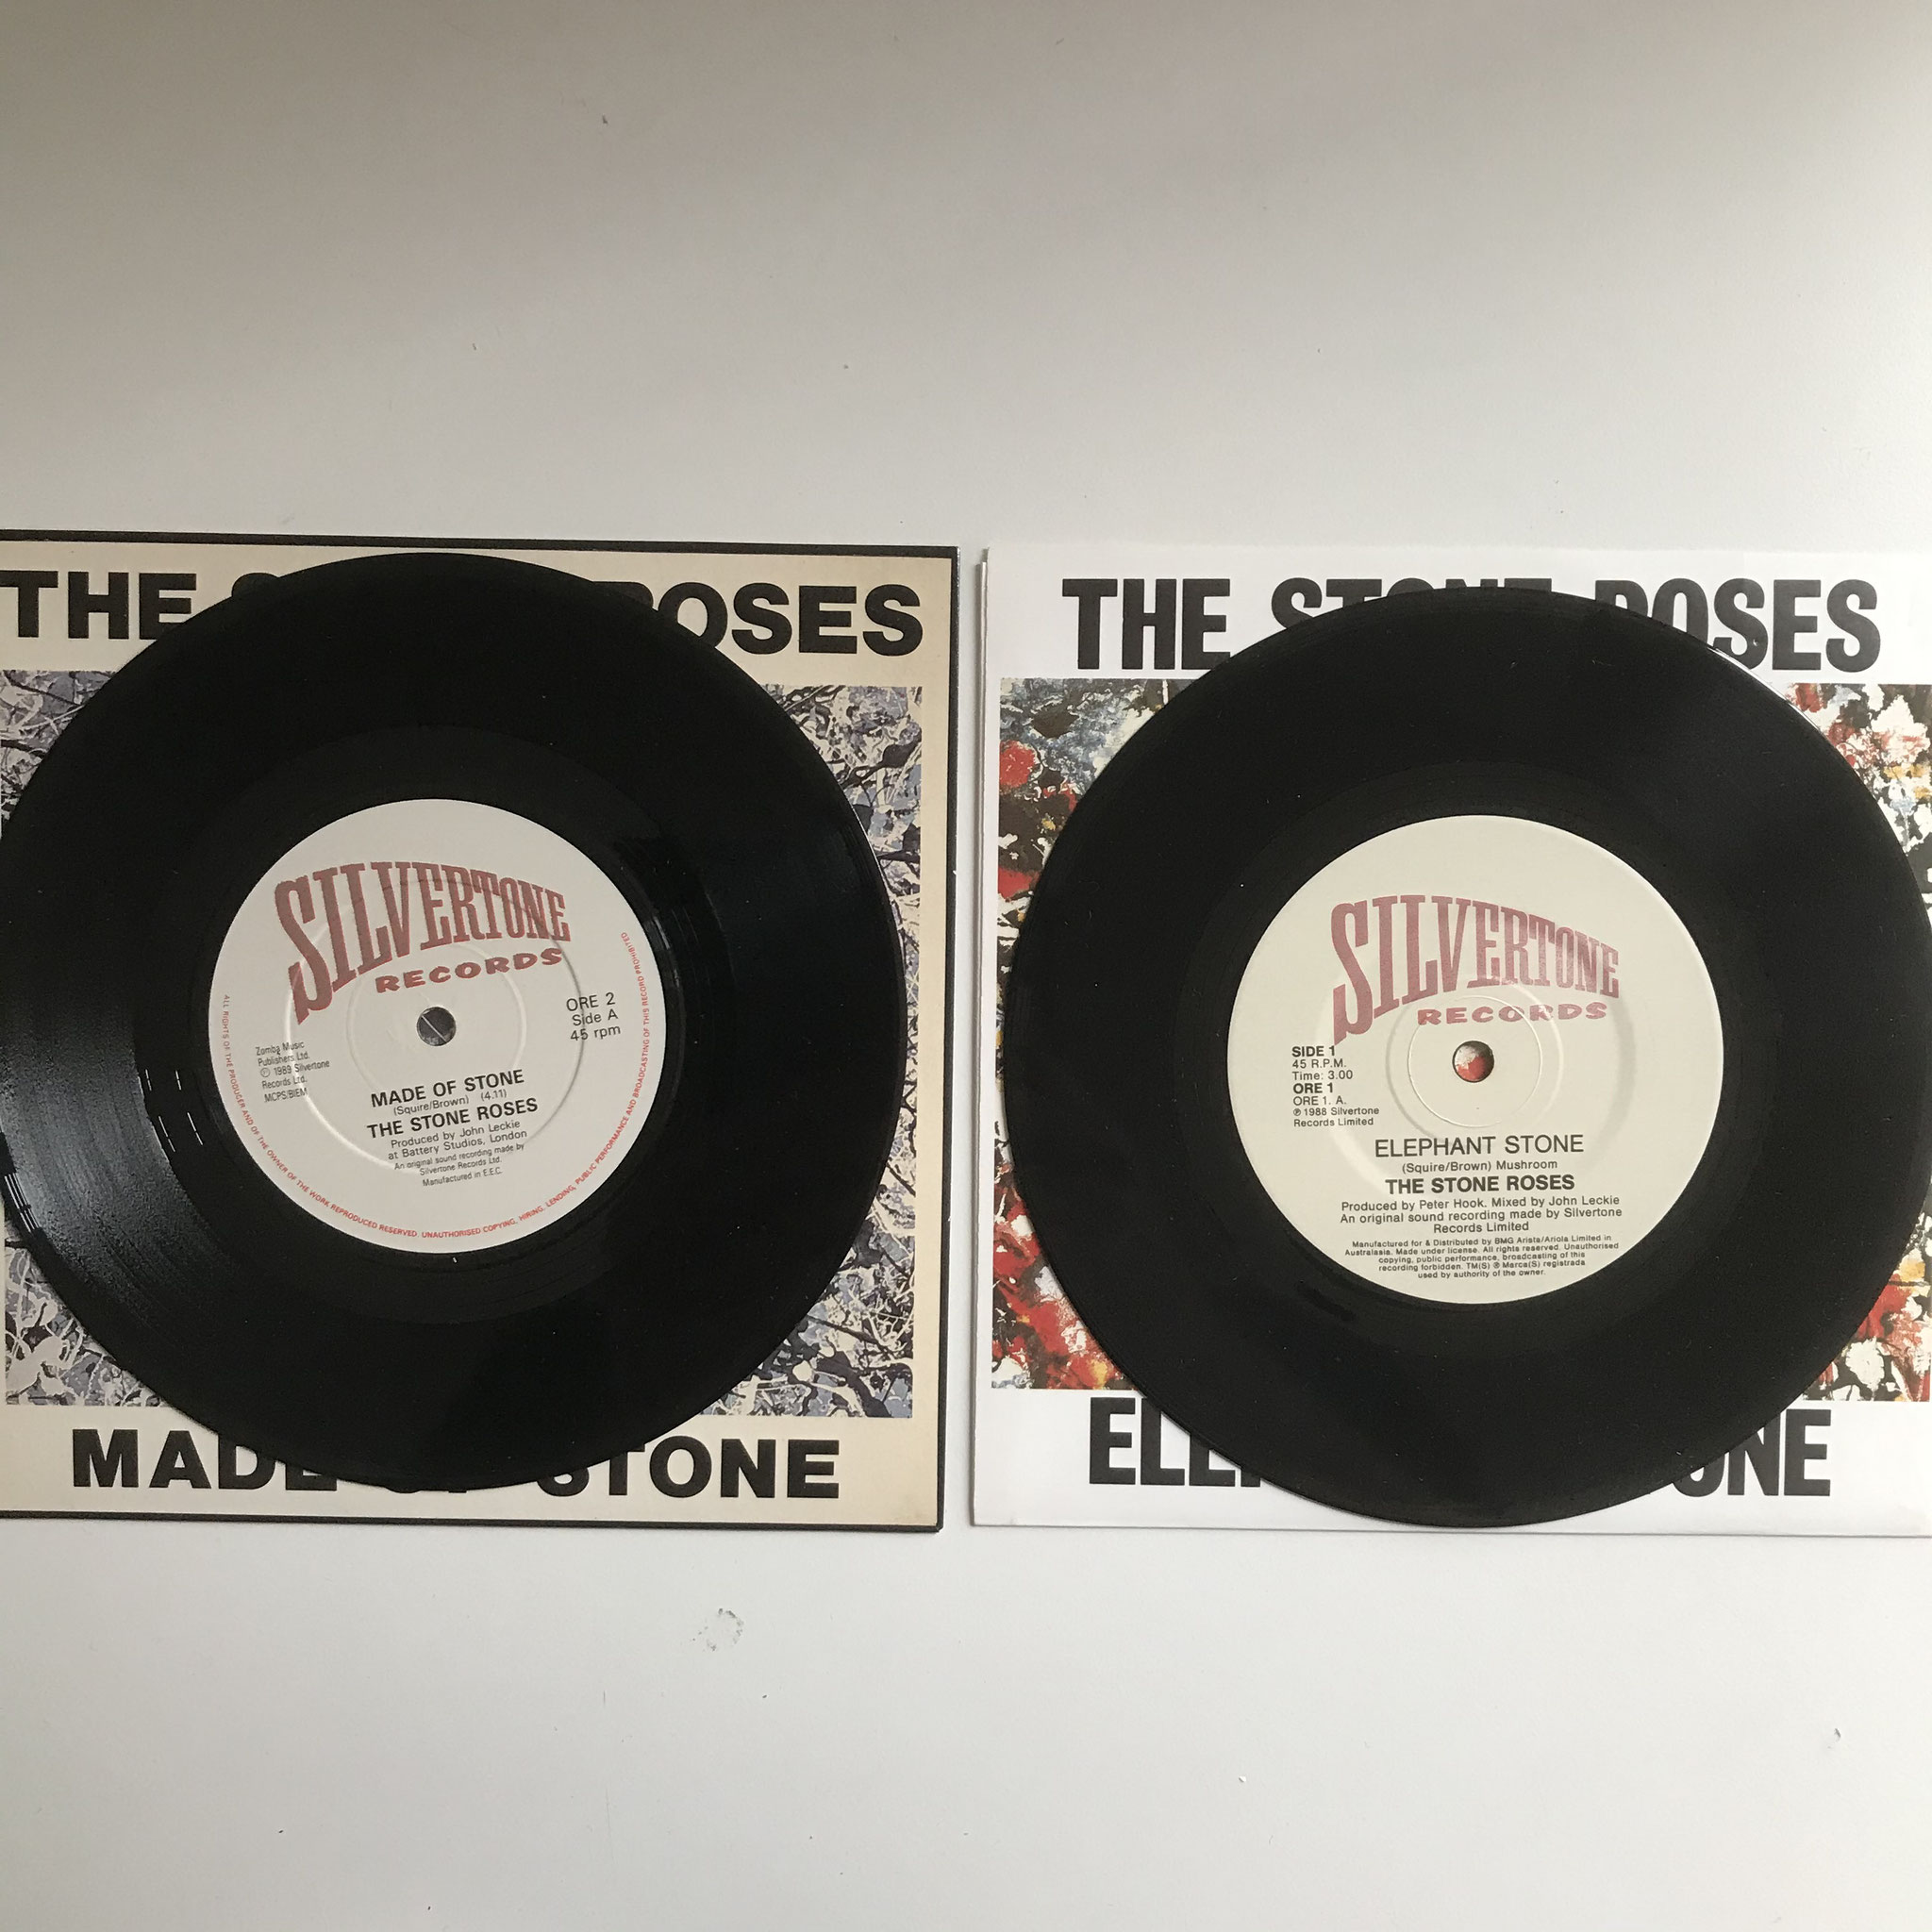 THE ROSES
SILVERTONE
RECORDS
ORE 2
Side A
45 rpm
Zomba Music
Publishers Ltd.
℗ 1989 Silvertone
Records Ltd.
MCPS/BIEM
MADE OF STONE
(Squire/Brown) (4.11)
THE STONE ROSES
Produced by John Leckie
at Battery Studios, London
An original sound recording made by
Silvertone Records Ltd.
Manufactured in E.E.C.
ALL RIGHTS OF THE PRODUCER AND OF THE OWNER OF THE WORK REPRODUCED RESERVED. UNAUTHORISED COPYING, HIRING, LENDING, PUBLIC PERFORMANCE AND BROADCASTING OF THIS RECORD PROHIBITED
MADE OF STONE
THE STONE ROSES
SILVERTONE
RECORDS
SIDE 1
45 R.P.M.
Time: 3.00
ORE 1
ORE 1. A.
℗ 1988 Silvertone
Records Limited
ELEPHANT STONE
(Squire/Brown) Mushroom
THE STONE ROSES
Produced by Peter Hook. Mixed by John Leckie
An original sound recording made by Silvertone
Records Limited
Manufactured for & Distributed by BMG Arista/Ariola Limited in
Australasia. Made under license. All rights reserved. Unauthorised
copying, public performance, broadcasting of this
recording forbidden. TM(S) ® Marca(S) registrada
used by authority of the owner.
ELE ONE